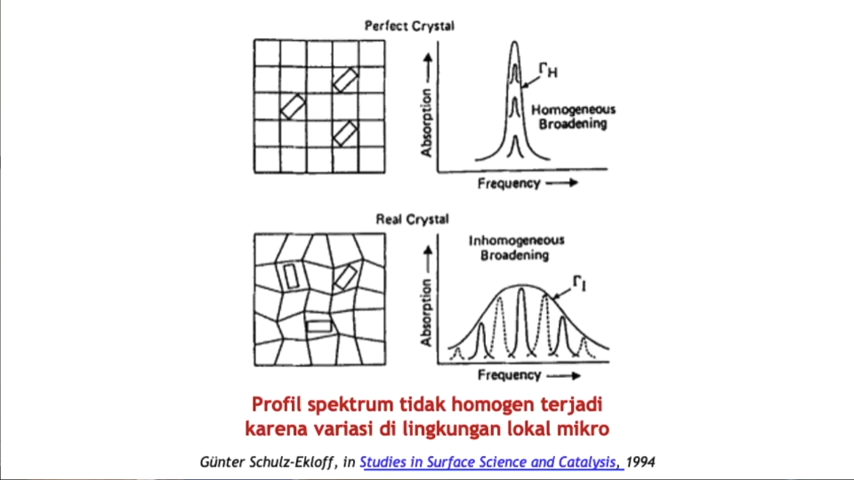 Perfect Crystal
Absorption
ΓH
Homogeneous
Broadening
Frequency
Real Crystal
Absorption
Inhomogeneous
Broadening
ΓI
Frequency
Profil spektrum tidak homogen terjadi
karena variasi di lingkungan lokal mikro
Günter Schulz-Ekloff, in Studies in Surface Science and Catalysis, 1994